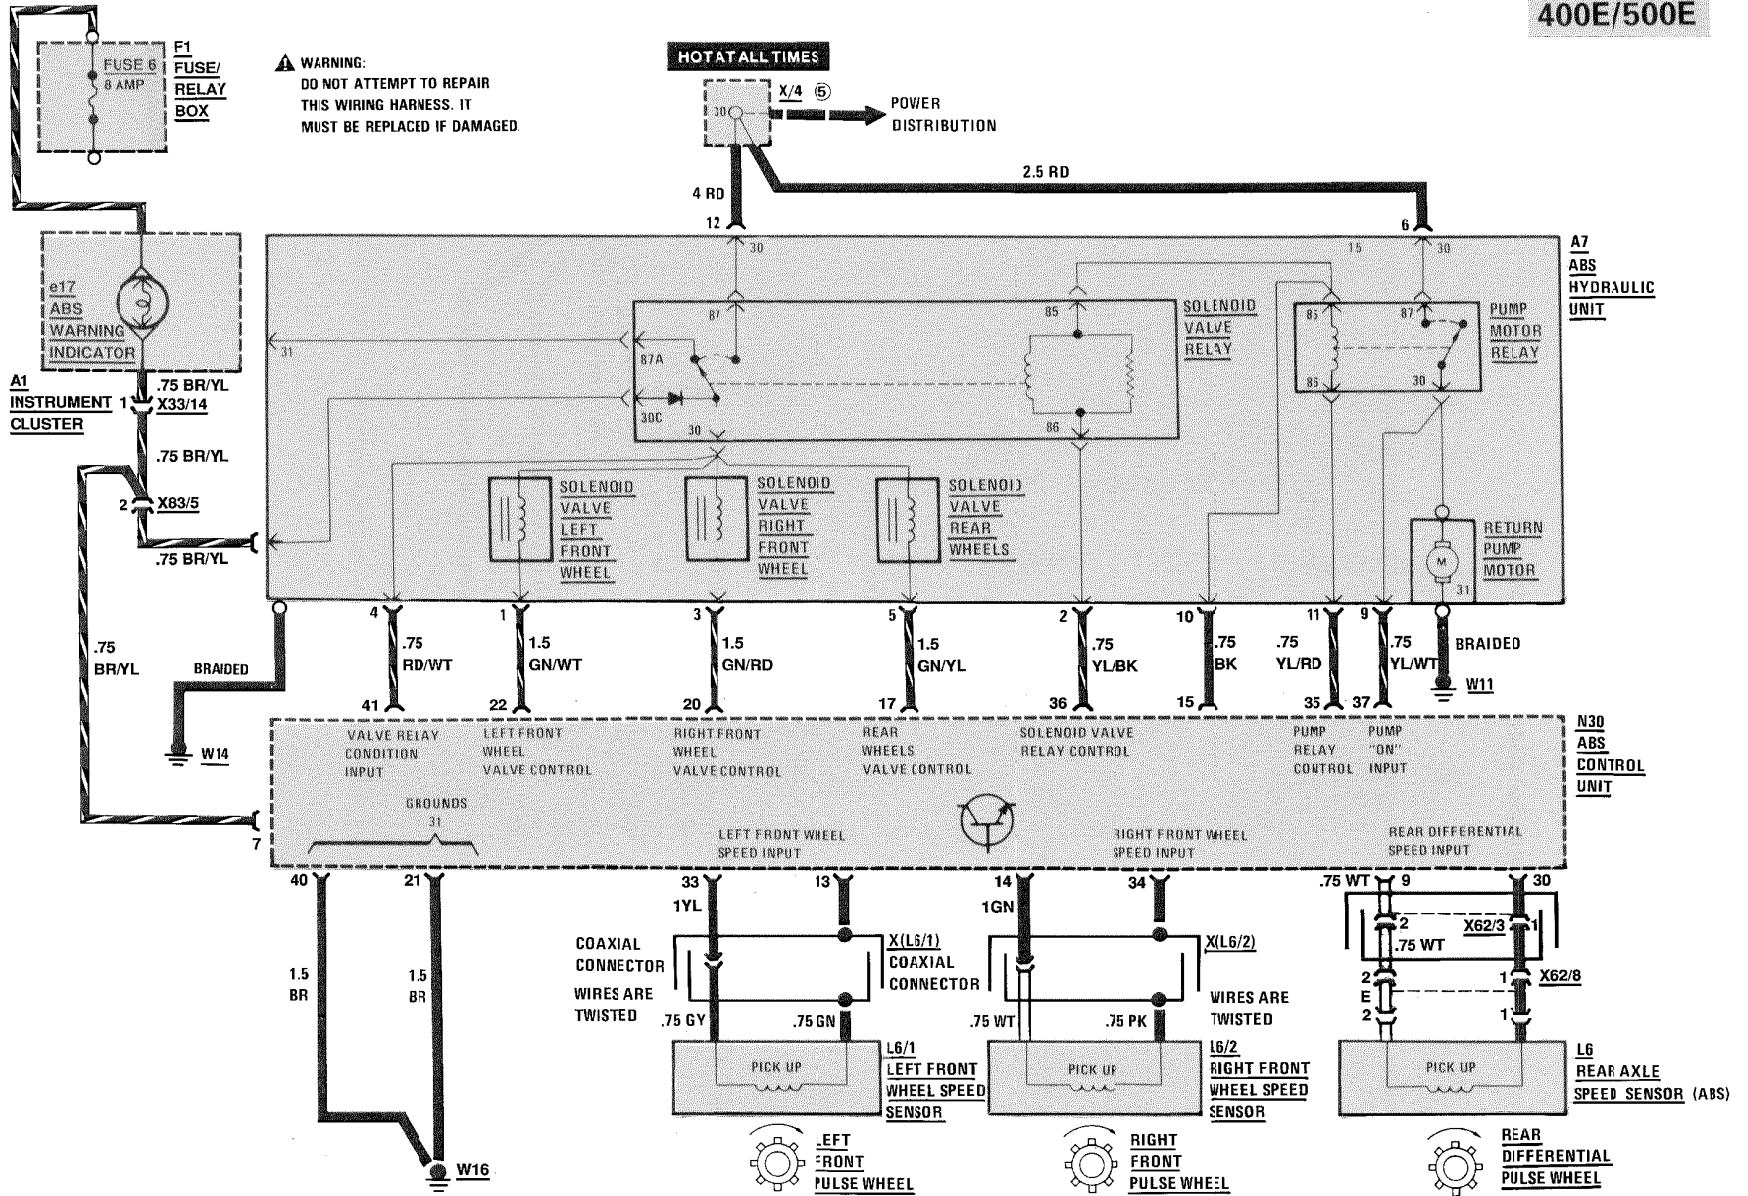 400E/500E
FUSE 6
8 AMP
F1
FUSE/
RELAY
BOX
WARNING:
DO NOT ATTEMPT TO REPAIR
THIS WIRING HARNESS. IT
MUST BE REPLACED IF DAMAGED
HOT AT ALL TIMES
X/4 5
30
POWER
DISTRIBUTION
4 RD
2.5 RD
12
6
30
15
30
A7
ABS
HYDRAULIC
UNIT
e17
ABS
WARNING
INDICATOR
A1
INSTRUMENT
CLUSTER
.75 BR/YL
1 X33/14
.75 BR/YL
2 X83/5
.75 BR/YL
31
87
85
87A
30C
30
86
SOLENOID
VALVE
RELAY
85
87
86
30
PUMP
MOTOR
RELAY
SOLENOID
VALVE
LEFT
FRONT
WHEEL
SOLENOID
VALVE
RIGHT
FRONT
WHEEL
SOLENOID
VALVE
REAR
WHEELS
RETURN
PUMP
MOTOR
M
31
4
1
3
5
2
10
11
9
.75
BR/YL
BRAIDED
.75
RD/WT
1.5
GN/WT
1.5
GN/RD
1.5
GN/YL
.75
YL/BK
.75
BK
.75
YL/RD
.75
YL/WT
BRAIDED
W11
W14
41
22
20
17
36
15
35
37
VALVE RELAY
CONDITION
INPUT
LEFT FRONT
WHEEL
VALVE CONTROL
RIGHT FRONT
WHEEL
VALVE CONTROL
REAR
WHEELS
VALVE CONTROL
SOLENOID VALVE
RELAY CONTROL
PUMP
RELAY
CONTROL
PUMP
"ON"
INPUT
N30
ABS
CONTROL
UNIT
7
GROUNDS
31
LEFT FRONT WHEEL
SPEED INPUT
RIGHT FRONT WHEEL
SPEED INPUT
REAR DIFFERENTIAL
SPEED INPUT
40
21
33
13
14
34
.75 WT 9
30
1YL
1GN
1.5
BR
1.5
BR
COAXIAL
CONNECTOR
WIRES ARE
TWISTED
X(L6/1)
COAXIAL
CONNECTOR
X(L6/2)
WIRES ARE
TWISTED
2
X62/3 1
.75 WT
2
1 X62/8
E
2
1
.75 GY
.75 GN
.75 WT
.75 PK
PICK UP
PICK UP
PICK UP
L6/1
LEFT FRONT
WHEEL SPEED
SENSOR
L6/2
RIGHT FRONT
WHEEL SPEED
SENSOR
L6
REAR AXLE
SPEED SENSOR (ABS)
W16
LEFT
FRONT
PULSE WHEEL
RIGHT
FRONT
PULSE WHEEL
REAR
DIFFERENTIAL
PULSE WHEEL